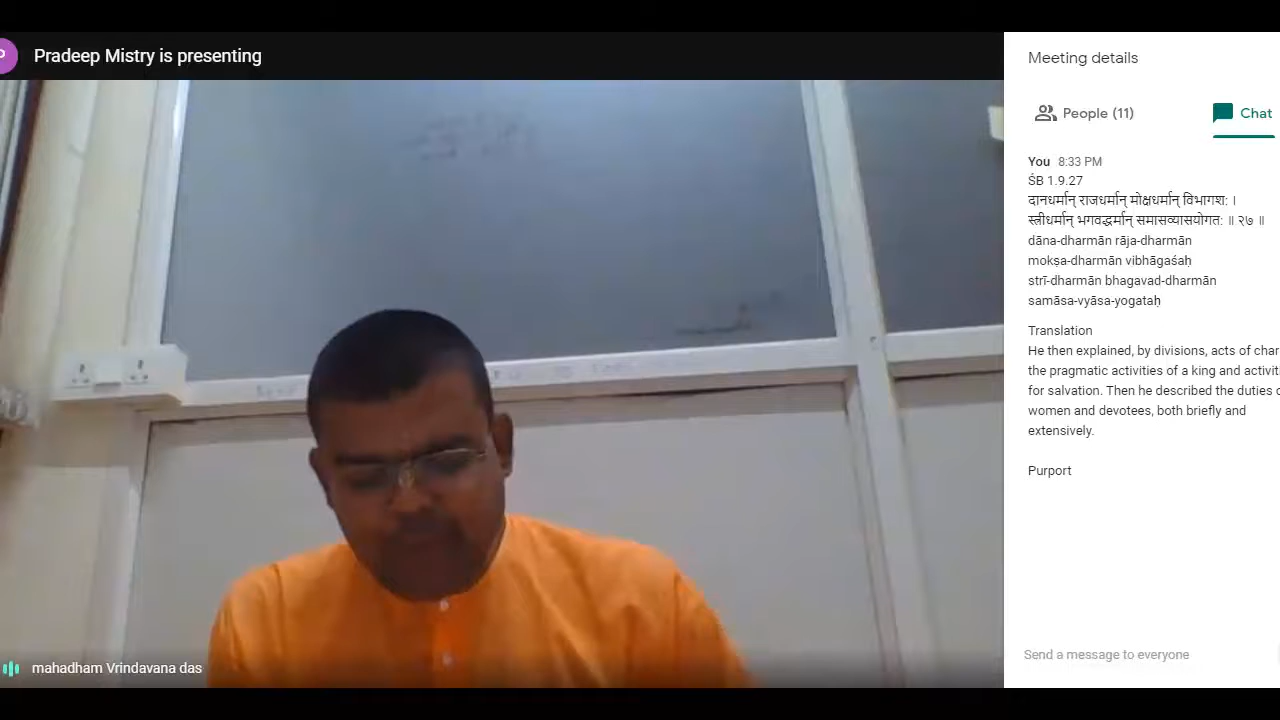 P
Pradeep Mistry is presenting
mahadham Vrindavana das
Meeting details
People (11)
Chat
You 8:33 PM
ŚB 1.9.27
दानधर्मान् राजधर्मान् मोक्षधर्मान् विभागश: ।
स्त्रीधर्मान् भगवद्धर्मान् समासव्यासयोगत: ॥ २७ ॥
dāna-dharmān rāja-dharmān
mokṣa-dharmān vibhāgaśaḥ
strī-dharmān bhagavad-dharmān
samāsa-vyāsa-yogataḥ
Translation
He then explained, by divisions, acts of char
the pragmatic activities of a king and activiti
for salvation. Then he described the duties o
women and devotees, both briefly and
extensively.
Purport
Send a message to everyone